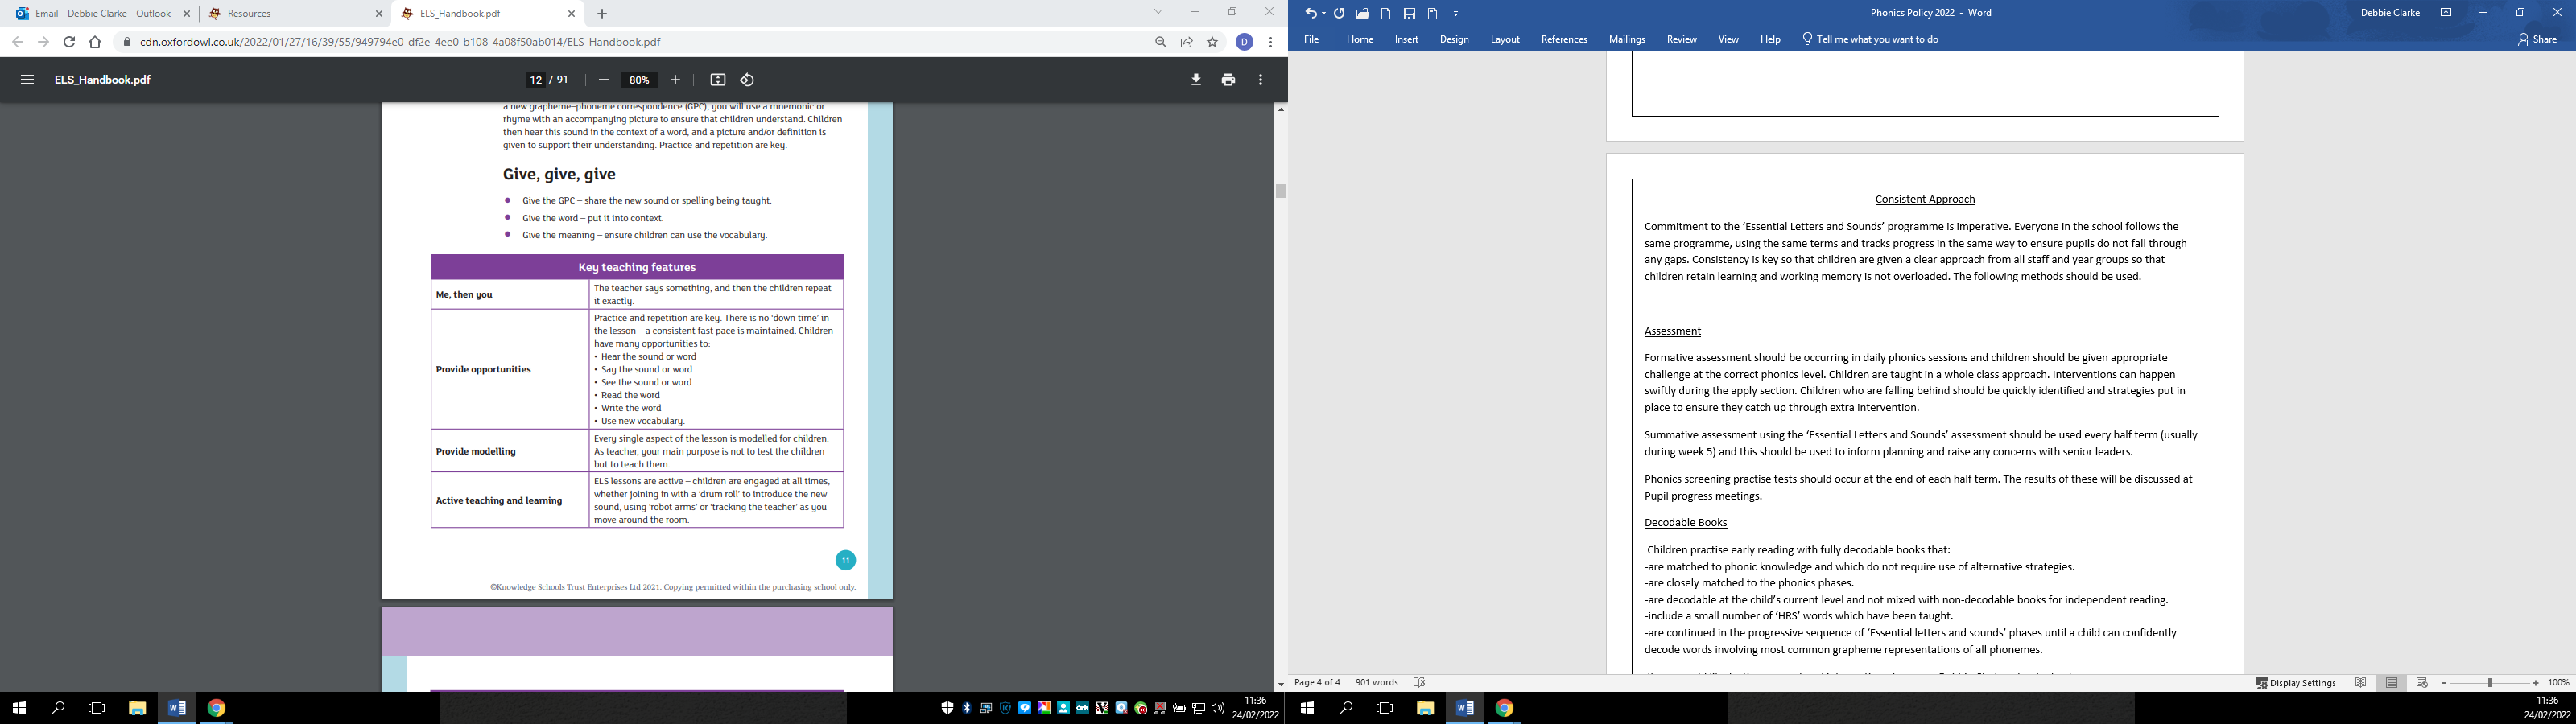 Email - Debbie Clarke - Outlook
Resources
ELS_Handbook.pdf
cdn.oxfordowl.co.uk/2022/01/27/16/39/55/949794e0-df2e-4ee0-b108-4a08f50ab014/ELS_Handbook.pdf
D
ELS_Handbook.pdf
12 / 91
80%
a new grapheme–phoneme correspondence (GPC), you will use a mnemonic or
rhyme with an accompanying picture to ensure that children understand. Children
then hear this sound in the context of a word, and a picture and/or definition is
given to support their understanding. Practice and repetition are key.
Give, give, give
• Give the GPC – share the new sound or spelling being taught.
• Give the word – put it into context.
• Give the meaning – ensure children can use the vocabulary.
Key teaching features
Me, then you
The teacher says something, and then the children repeat
it exactly.
Provide opportunities
Practice and repetition are key. There is no ‘down time’ in
the lesson – a consistent fast pace is maintained. Children
have many opportunities to:
• Hear the sound or word
• Say the sound or word
• See the sound or word
• Read the word
• Write the word
• Use new vocabulary.
Provide modelling
Every single aspect of the lesson is modelled for children.
As teacher, your main purpose is not to test the children
but to teach them.
Active teaching and learning
ELS lessons are active – children are engaged at all times,
whether joining in with a ‘drum roll’ to introduce the new
sound, using ‘robot arms’ or ‘tracking the teacher’ as you
move around the room.
11
©Knowledge Schools Trust Enterprises Ltd 2021. Copying permitted within the purchasing school only.
11:36
24/02/2022
Phonics Policy 2022 - Word
Debbie Clarke
File Home Insert Design Layout References Mailings Review View Help Tell me what you want to do
Share
Consistent Approach
Commitment to the ‘Essential Letters and Sounds’ programme is imperative. Everyone in the school follows the
same programme, using the same terms and tracks progress in the same way to ensure pupils do not fall through
any gaps. Consistency is key so that children are given a clear approach from all staff and year groups so that
children retain learning and working memory is not overloaded. The following methods should be used.
Assessment
Formative assessment should be occurring in daily phonics sessions and children should be given appropriate
challenge at the correct phonics level. Children are taught in a whole class approach. Interventions can happen
swiftly during the apply section. Children who are falling behind should be quickly identified and strategies put in
place to ensure they catch up through extra intervention.
Summative assessment using the ‘Essential Letters and Sounds’ assessment should be used every half term (usually
during week 5) and this should be used to inform planning and raise any concerns with senior leaders.
Phonics screening practise tests should occur at the end of each half term. The results of these will be discussed at
Pupil progress meetings.
Decodable Books
Children practise early reading with fully decodable books that:
-are matched to phonic knowledge and which do not require use of alternative strategies.
-are closely matched to the phonics phases.
-are decodable at the child’s current level and not mixed with non-decodable books for independent reading.
-include a small number of ‘HRS’ words which have been taught.
-are continued in the progressive sequence of ‘Essential letters and sounds’ phases until a child can confidently
decode words involving most common grapheme representations of all phonemes.
Page 4 of 4 901 words
Display Settings
100%
11:36
24/02/2022